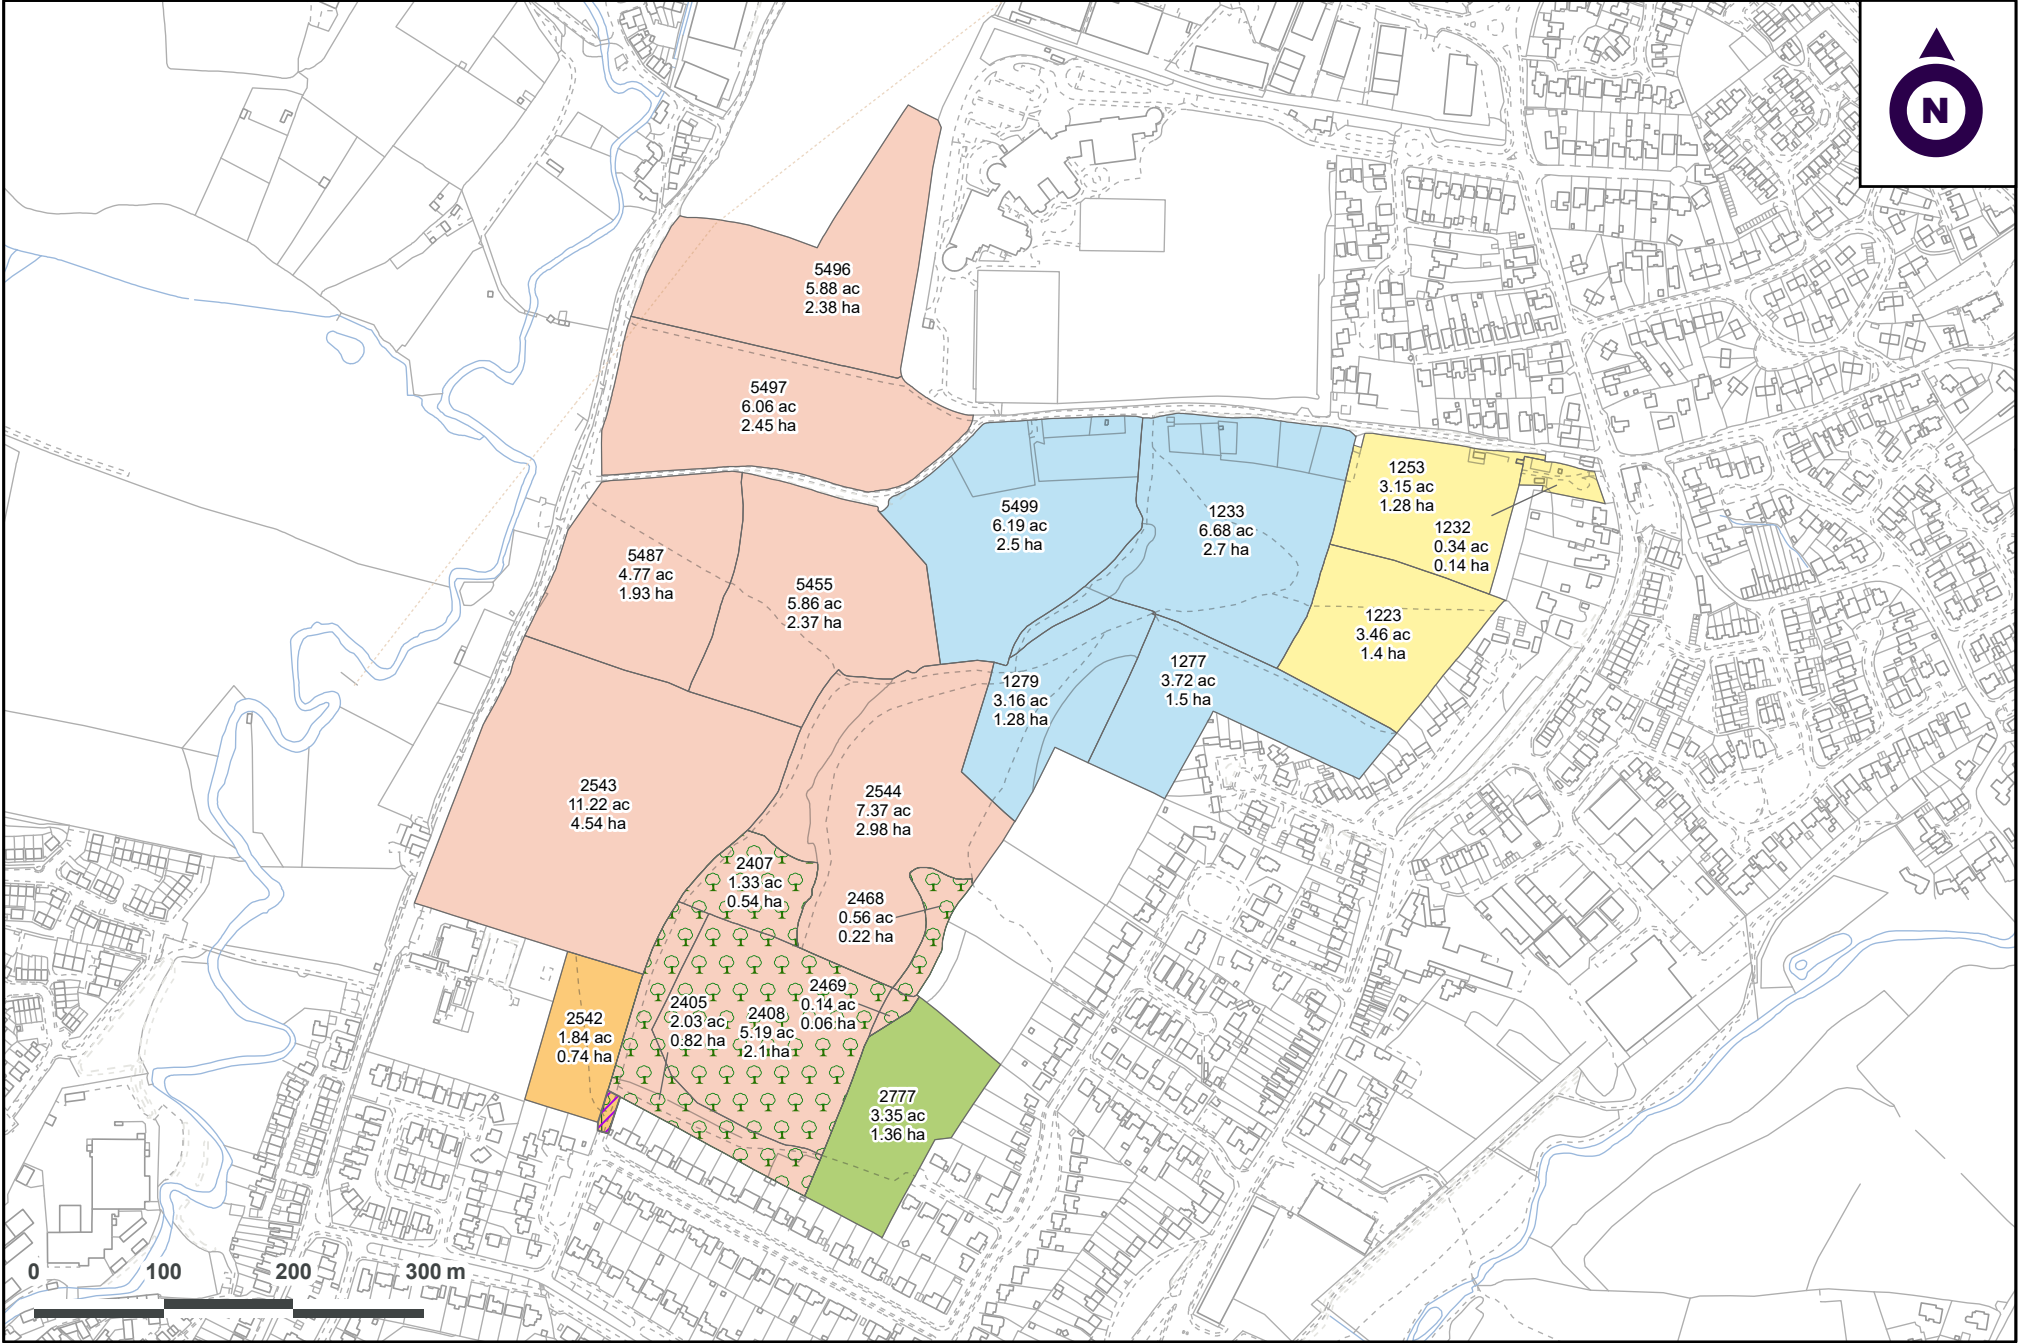 N
5496
5.88 ac
2.38 ha
5497
6.06 ac
2.45 ha
1253
3.15 ac
1.28 ha
5499
6.19 ac
2.5 ha
1233
6.68 ac
2.7 ha
1232
0.34 ac
0.14 ha
5487
4.77 ac
1.93 ha
5455
5.86 ac
2.37 ha
1223
3.46 ac
1.4 ha
1279
3.16 ac
1.28 ha
1277
3.72 ac
1.5 ha
2543
11.22 ac
4.54 ha
2544
7.37 ac
2.98 ha
2407
1.33 ac
0.54 ha
2468
0.56 ac
0.22 ha
2469
0.14 ac
0.06 ha
2405
2.03 ac
0.82 ha
2408
5.19 ac
2.1 ha
2542
1.84 ac
0.74 ha
2777
3.35 ac
1.36 ha
0 100 200 300 m